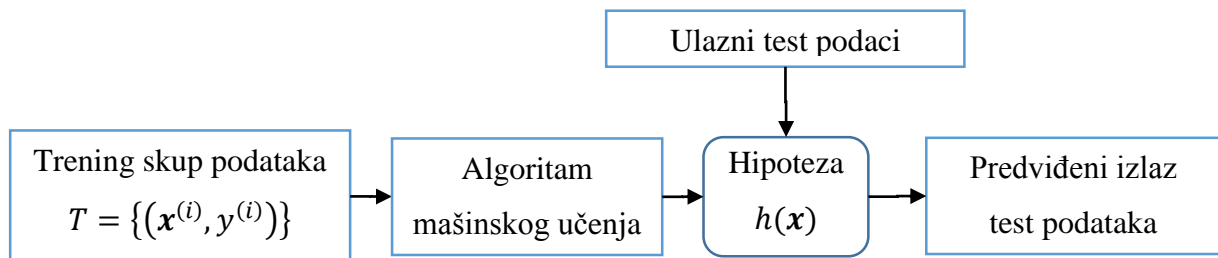 Ulazni test podaci
Trening skup podataka
T = {(x^(i), y^(i))}
Algoritam
mašinskog učenja
Hipoteza
h(x)
Predviđeni izlaz
test podataka